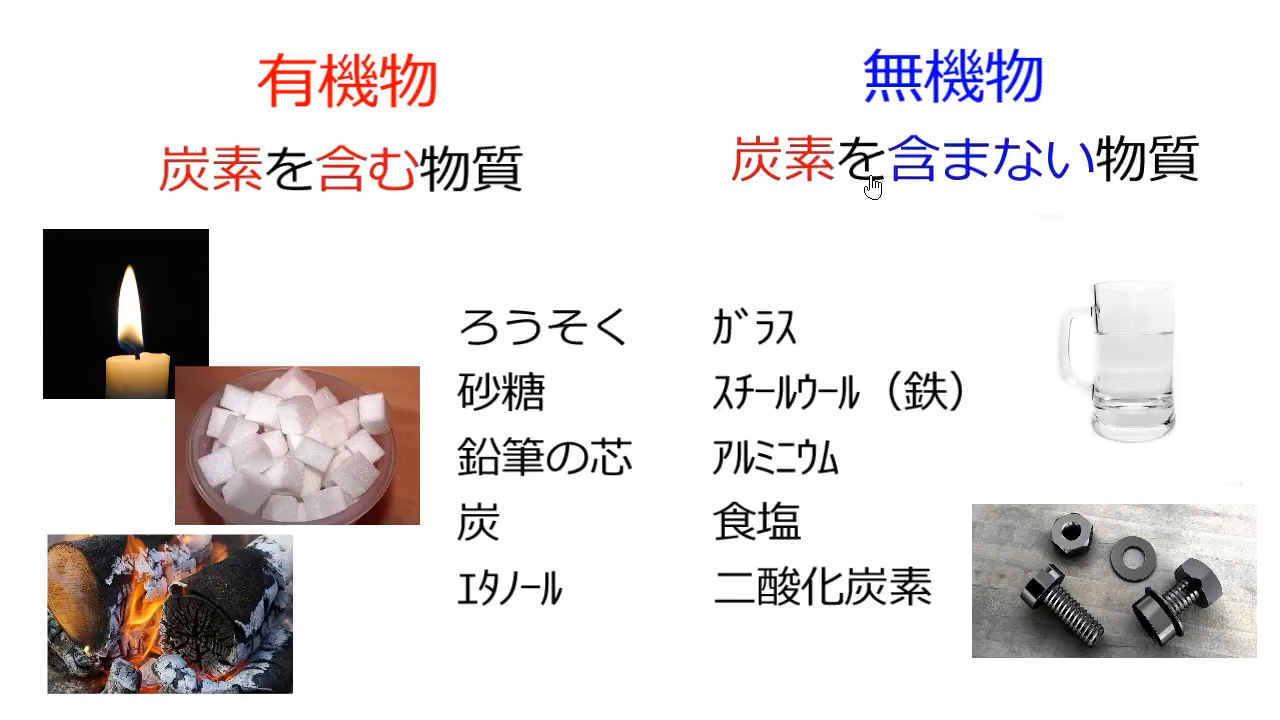 有機物
炭素を含む物質
ろうそく
砂糖
鉛筆の芯
炭
ｴﾀﾉｰﾙ
無機物
炭素を含まない物質
ｶﾞﾗｽ
ｽﾁｰﾙｳｰﾙ（鉄）
ｱﾙﾐﾆｳﾑ
食塩
二酸化炭素